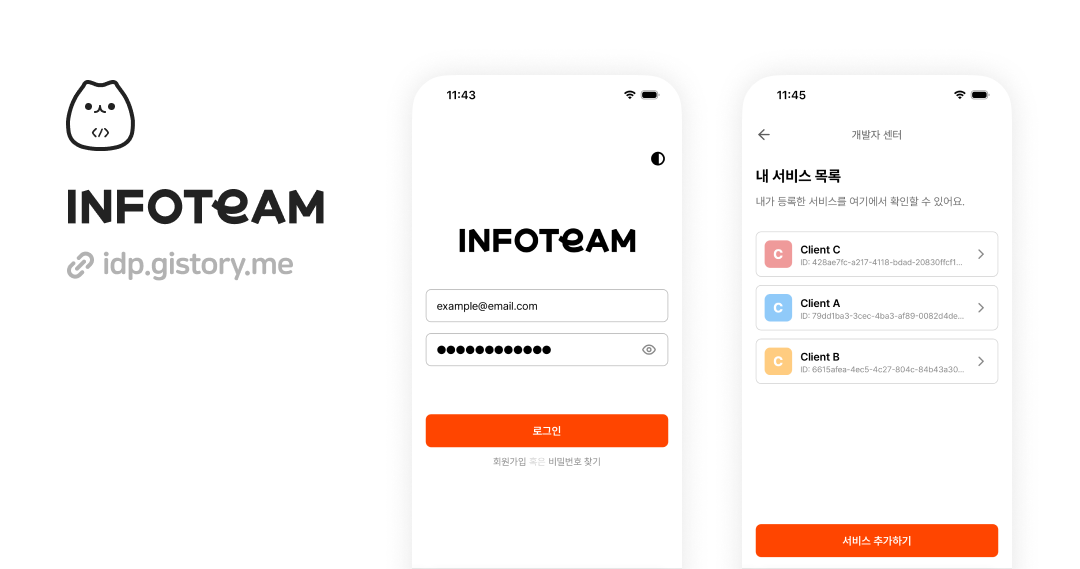 </>
INFOTEAM
idp.gistory.me
11:43
INFOTEAM
example@email.com
로그인
회원가입 혹은 비밀번호 찾기
11:45
개발자 센터
내 서비스 목록
내가 등록한 서비스를 여기에서 확인할 수 있어요.
C
Client C
ID: 428ae7fc-a217-4118-bdad-20830ffcf1...
C
Client A
ID: 79dd1ba3-3cec-4ba3-af89-0082d4de...
C
Client B
ID: 6615afea-4ec5-4c27-804c-84b43a30...
서비스 추가하기